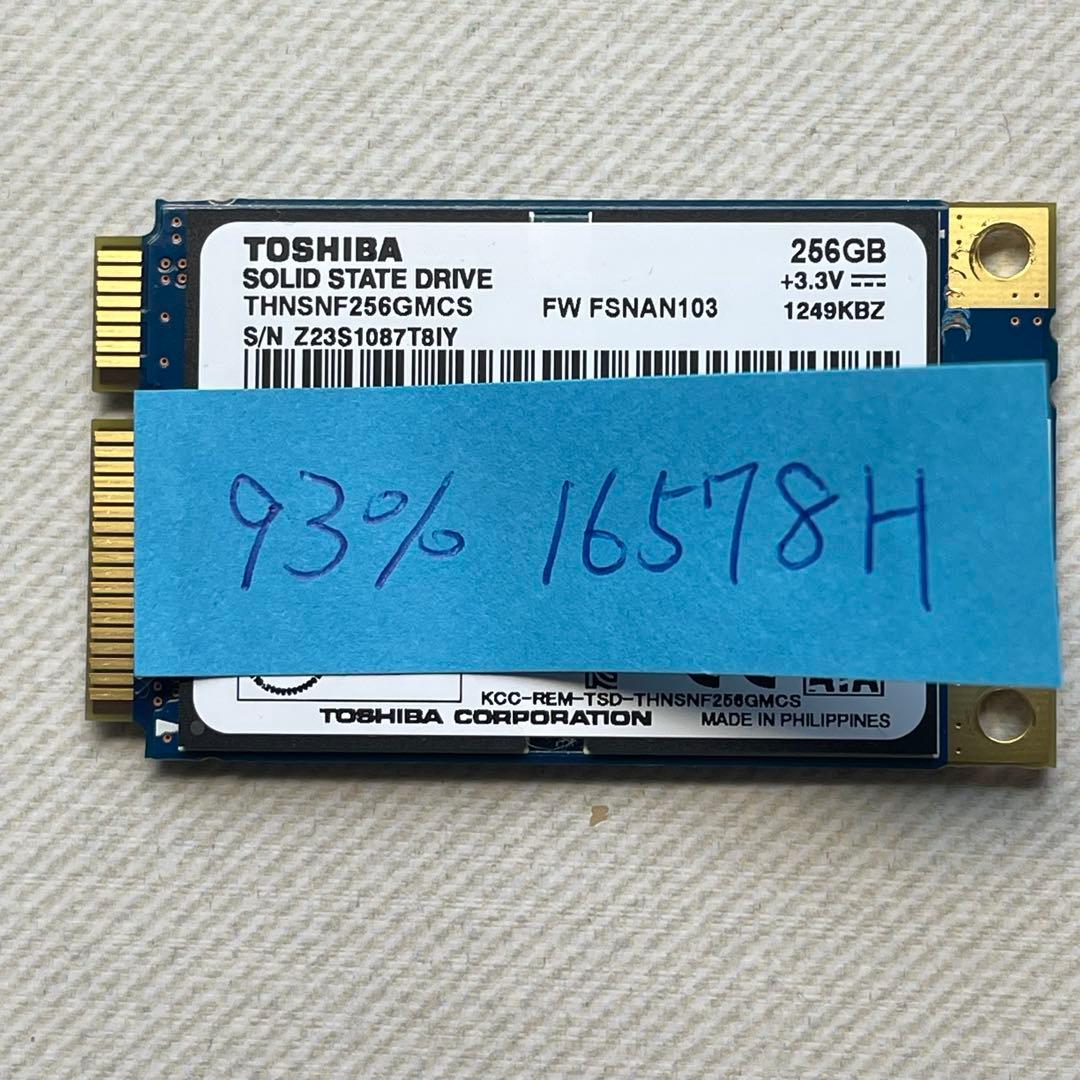 TOSHIBA 256GB
SOLID STATE DRIVE +3.3V
THNSNF256GMCS FW FSNAN103 1249KBZ
S/N Z23S1087T8IY
93% 16578H
KCC-REM-TSD-THNSNF256GMCS
TOSHIBA CORPORATION MADE IN PHILIPPINES